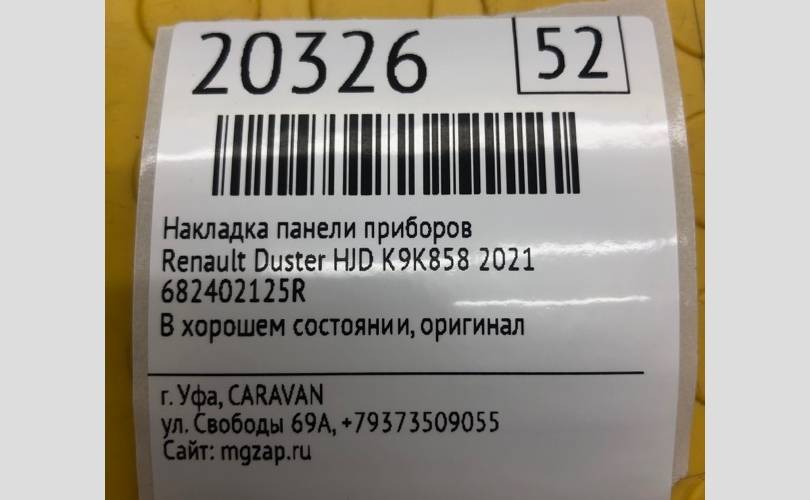 20326
52
Накладка панели приборов
Renault Duster HJD K9K858 2021
682402125R
В хорошем состоянии, оригинал
г. Уфа, CARAVAN
ул. Свободы 69А, +79373509055
Сайт: mgzap.ru